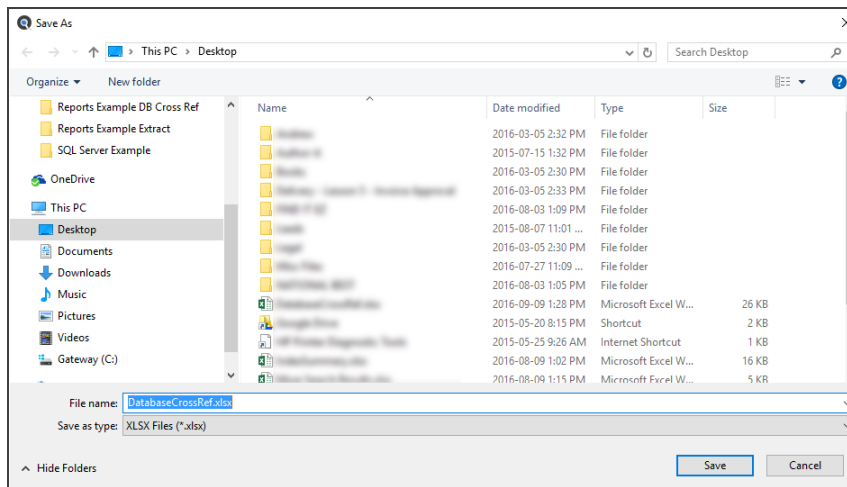 Save As
This PC > Desktop
Search Desktop
Organize
New folder
Reports Example DB Cross Ref
Reports Example Extract
SQL Server Example
OneDrive
This PC
Desktop
Documents
Downloads
Music
Pictures
Videos
Gateway (C:)
Name Date modified Type Size
2016-03-05 2:32 PM File folder
2015-07-15 1:32 PM File folder
2016-03-05 2:30 PM File folder
2016-03-05 2:33 PM File folder
2016-08-03 1:09 PM File folder
2015-08-07 11:01 ... File folder
2016-03-05 2:30 PM File folder
2016-07-27 11:09 ... File folder
2016-08-03 1:05 PM File folder
2016-09-09 1:28 PM Microsoft Excel W... 26 KB
2015-05-20 8:15 PM Shortcut 2 KB
2015-05-25 9:26 AM Internet Shortcut 1 KB
2016-08-09 1:02 PM Microsoft Excel W... 16 KB
2016-08-09 1:15 PM Microsoft Excel W... 5 KB
File name: DatabaseCrossRef.xlsx
Save as type: XLSX Files (*.xlsx)
Hide Folders
Save
Cancel